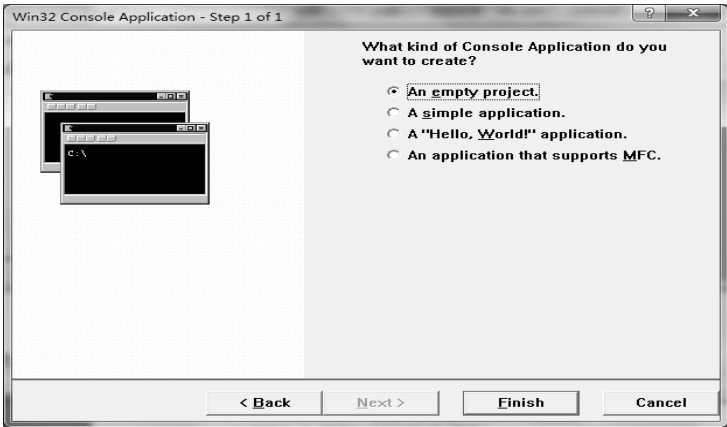 Win32 Console Application - Step 1 of 1
What kind of Console Application do you
want to create?
An empty project.
A simple application.
A "Hello, World!" application.
An application that supports MFC.
C:\
< Back
Next >
Finish
Cancel